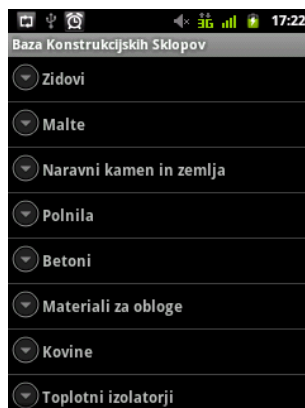 3G 17:22
Baza Konstrukcijskih Sklopov
Zidovi
Malte
Naravni kamen in zemlja
Polnila
Betoni
Materiali za obloge
Kovine
Toplotni izolatorji